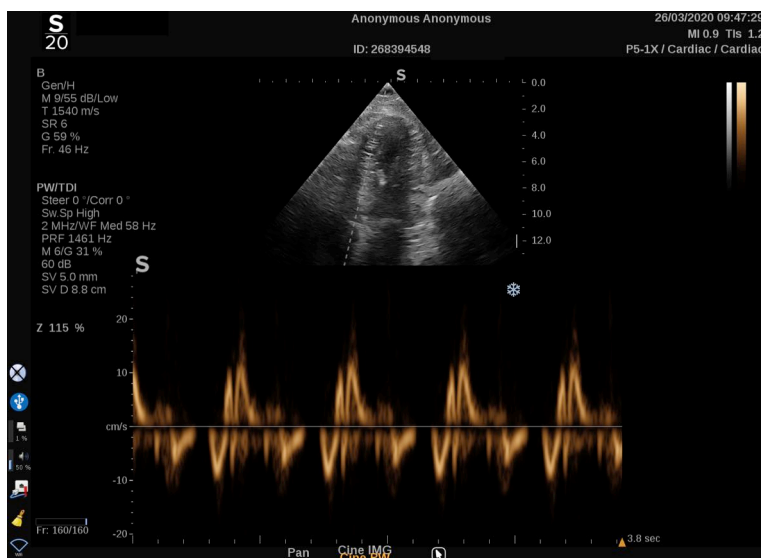 S
20
Anonymous Anonymous
26/03/2020 09:47:29
MI 0.9 TIs 1.2
ID: 268394548
P5-1X / Cardiac / Cardiac
B
Gen/H
M 9/55 dB/Low
T 1540 m/s
SR 6
G 59 %
Fr. 46 Hz
S
0.0
2.0
4.0
6.0
8.0
10.0
12.0
PW/TDI
Steer 0 °/Corr 0 °
Sw.Sp High
2 MHz/WF Med 58 Hz
PRF 1461 Hz
M 6/G 31 %
60 dB
SV 5.0 mm
SV D 8.8 cm
S
Z 115 %
20
10
cm/s
-10
-20
1 %
50 %
Fr: 160/160
3.8 sec
Pan
Cine IMG
Cine PW